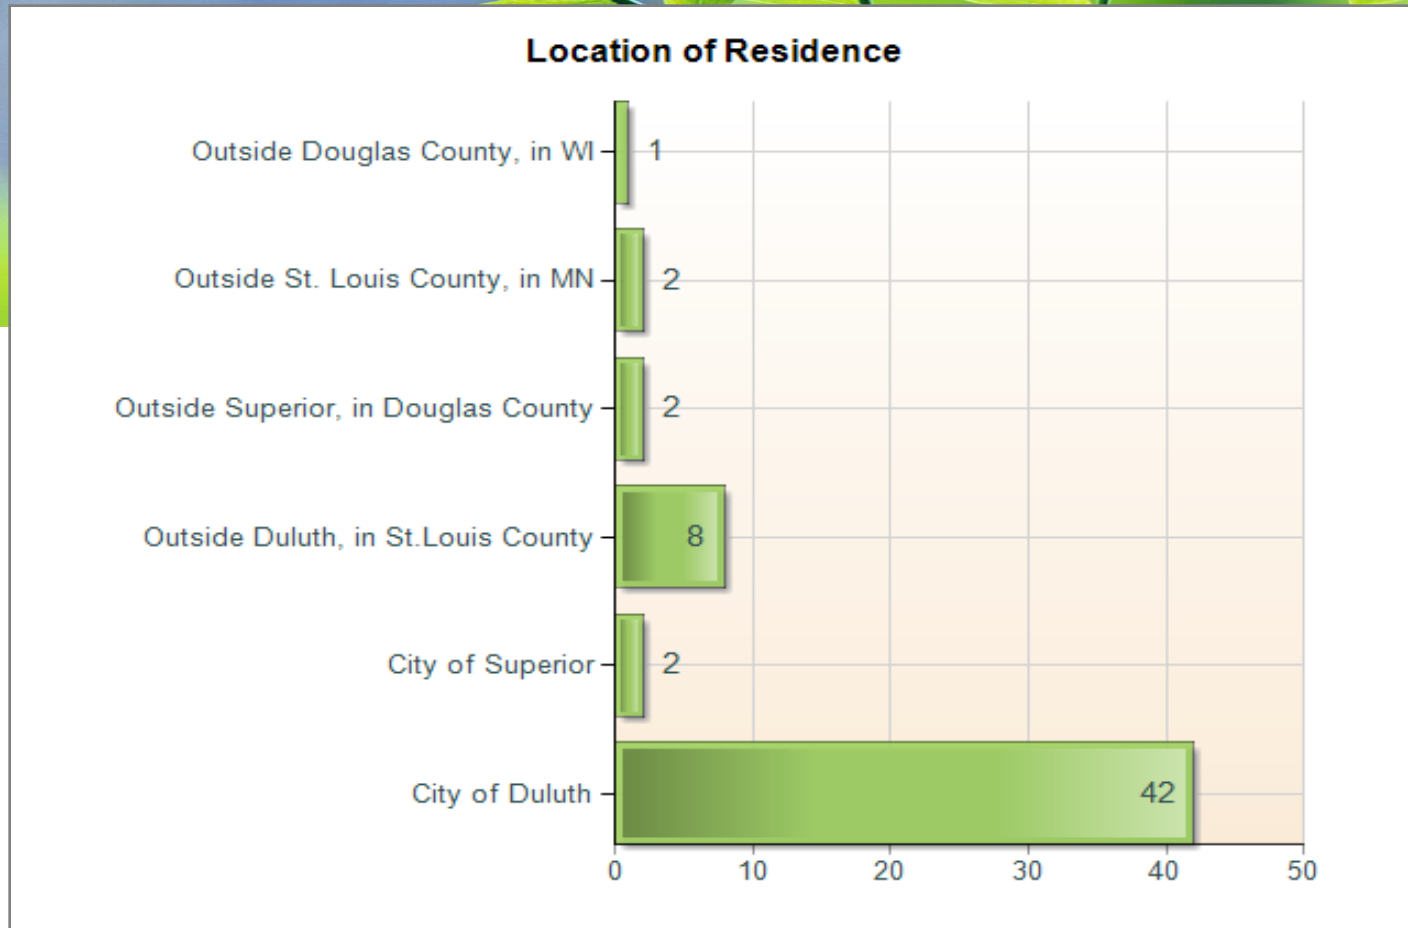 Location of Residence
Outside Douglas County, in WI 1
Outside St. Louis County, in MN 2
Outside Superior, in Douglas County 2
Outside Duluth, in St.Louis County 8
City of Superior 2
City of Duluth 42
0 10 20 30 40 50